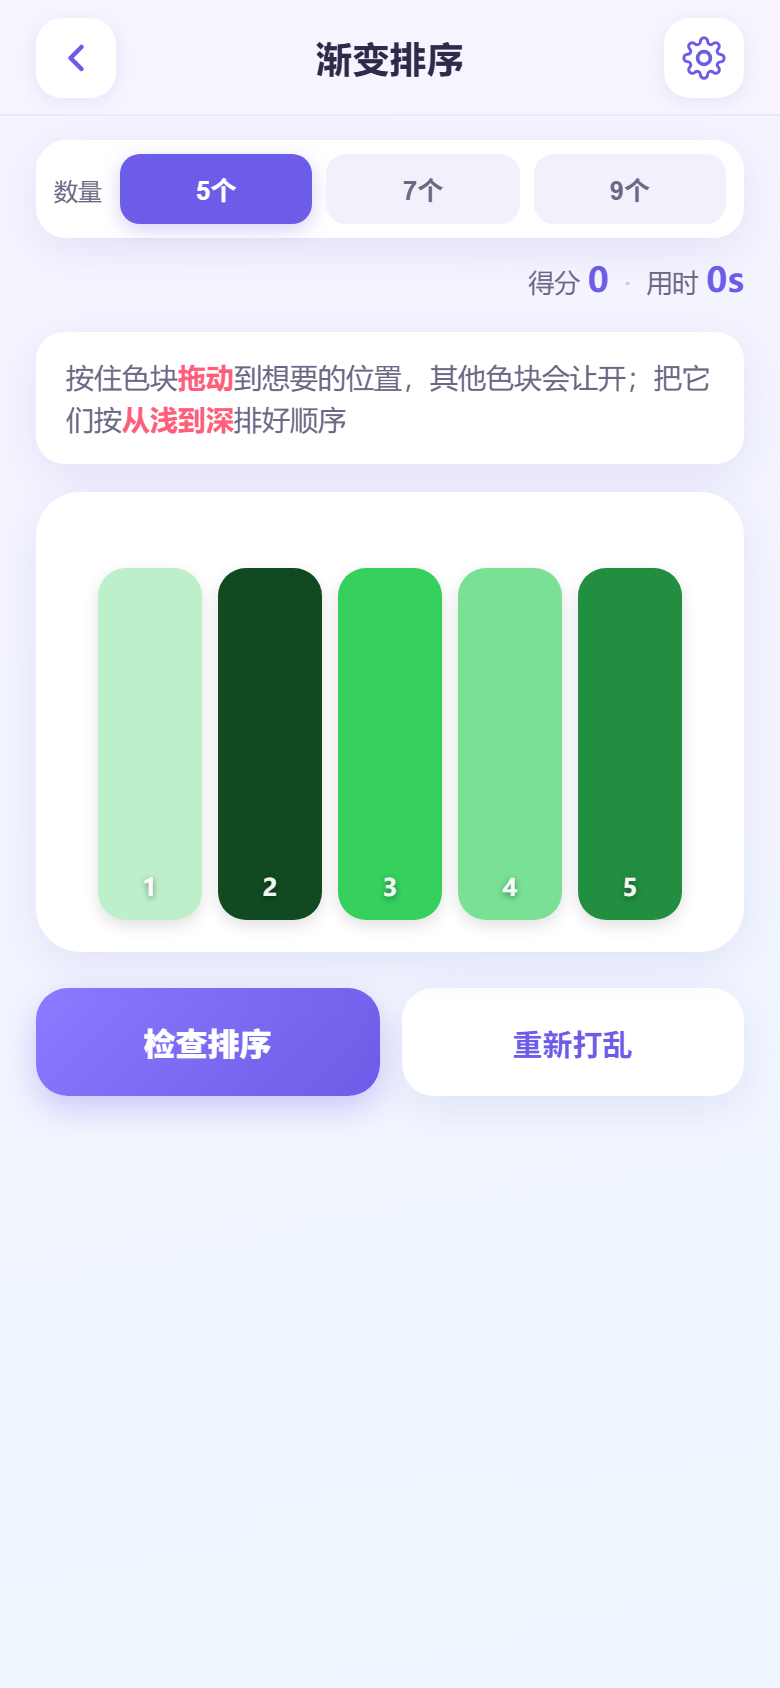 渐变排序
数量 5个 7个 9个
得分 0 · 用时 0s
按住色块拖动到想要的位置，其他色块会让开；把它
们按从浅到深排好顺序
1 2 3 4 5
检查排序 重新打乱